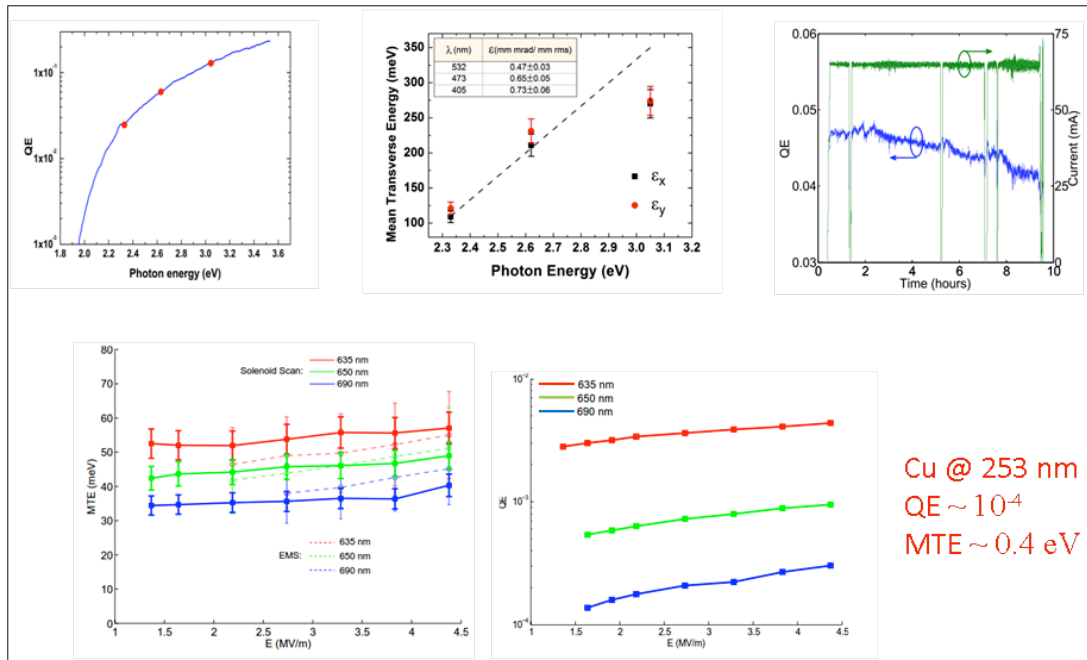 QE
1x10⁻¹
1x10⁻²
1x10⁻³
1.8 2.0 2.2 2.4 2.6 2.8 3.0 3.2 3.4 3.6
Photon energy (eV)
Mean Transverse Energy (meV)
350
300
250
200
150
100
λ (nm) ε(mm mrad/ mm rms)
532 0.47±0.03
473 0.65±0.05
405 0.73±0.06
εx
εy
2.3 2.4 2.5 2.6 2.7 2.8 2.9 3.0 3.1 3.2
Photon Energy (eV)
QE
0.06
0.05
0.04
0.03
75
50
25
0
Current (mA)
0 2 4 6 8 10
Time (hours)
MTE (meV)
80
70
60
50
40
30
20
10
0
635 nm
Solenoid Scan: 650 nm
690 nm
635 nm
EMS: 650 nm
690 nm
1 1.5 2 2.5 3 3.5 4 4.5
E (MV/m)
QE
10⁻²
10⁻³
10⁻⁴
635 nm
650 nm
690 nm
1 1.5 2 2.5 3 3.5 4 4.5
E (MV/m)
Cu @ 253 nm
QE ~ 10⁻⁴
MTE ~ 0.4 eV